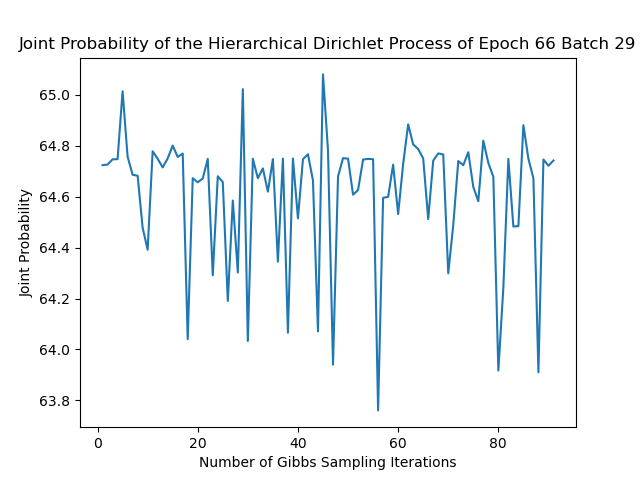 Joint Probability of the Hierarchical Dirichlet Process of Epoch 66 Batch 29
65.0
64.8
64.6
64.4
64.2
64.0
63.8
Joint Probability
0 20 40 60 80
Number of Gibbs Sampling Iterations